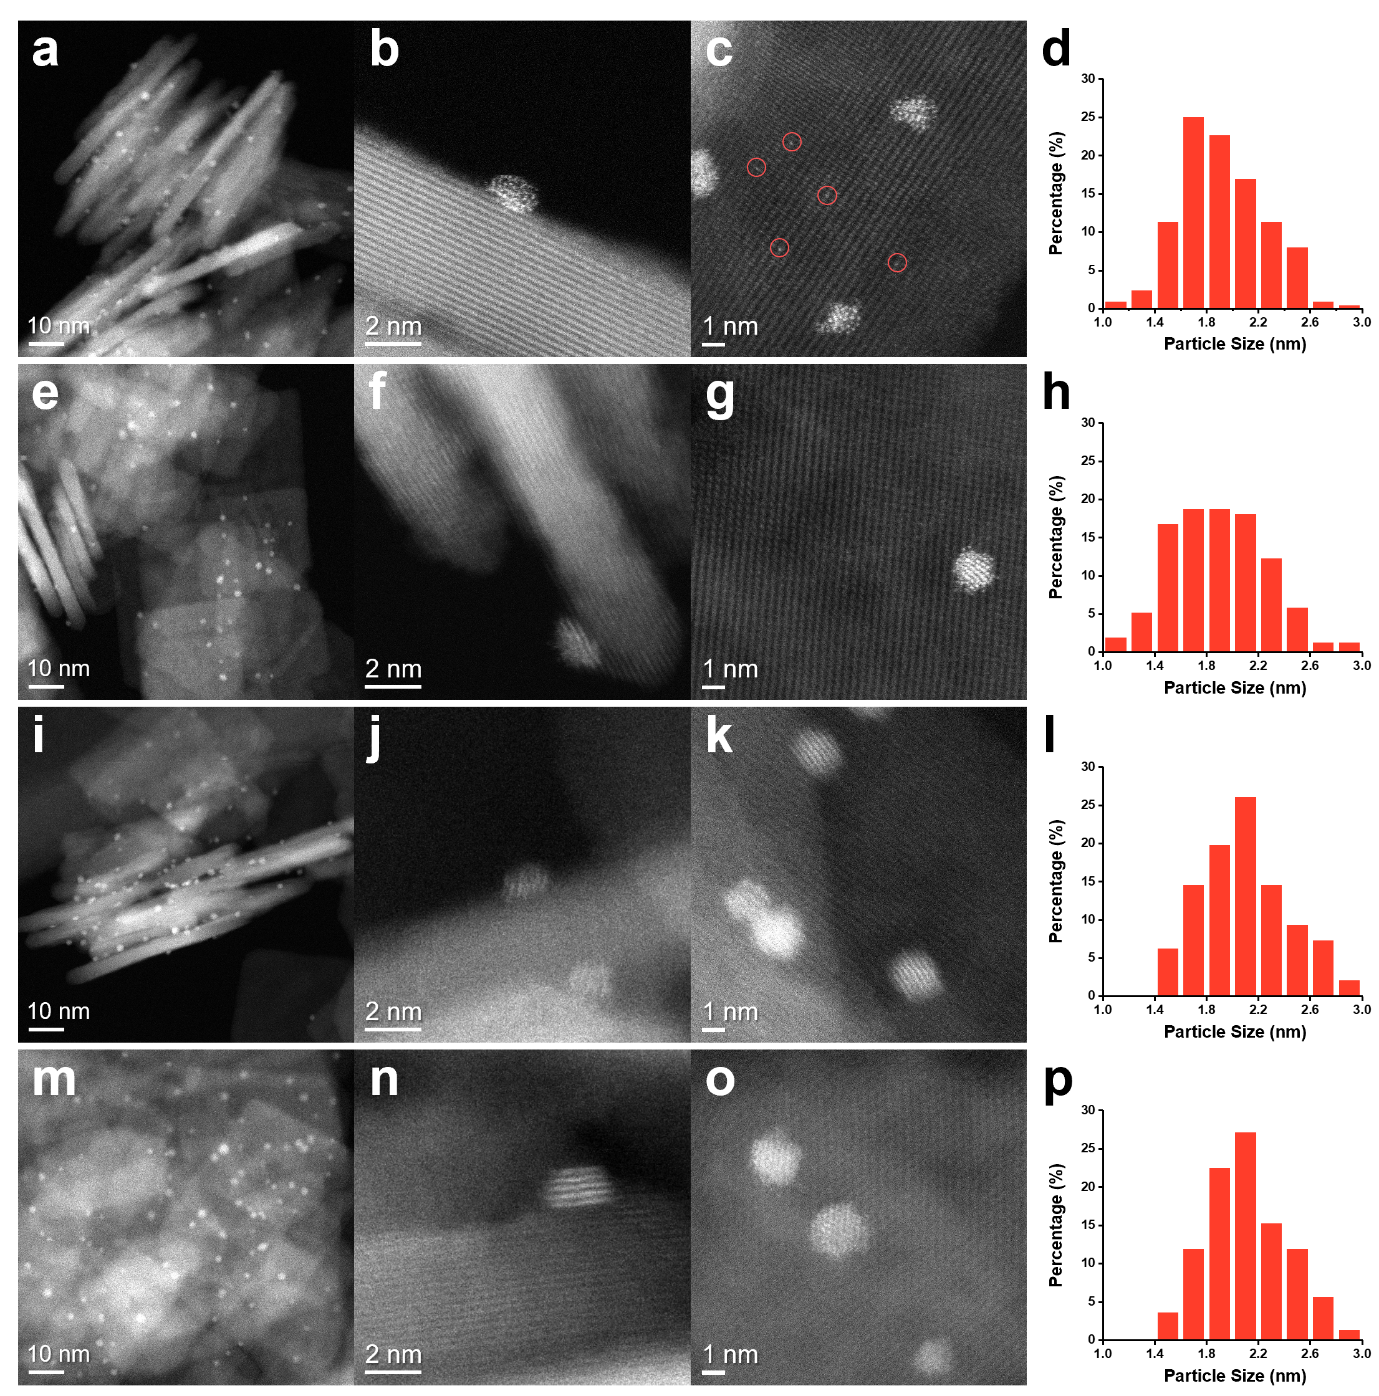 a
10 nm
b
2 nm
c
1 nm
d
Percentage (%)
30
25
20
15
10
5
0
1.0 1.4 1.8 2.2 2.6 3.0
Particle Size (nm)
e
10 nm
f
2 nm
g
1 nm
h
Percentage (%)
30
25
20
15
10
5
0
1.0 1.4 1.8 2.2 2.6 3.0
Particle Size (nm)
i
10 nm
j
2 nm
k
1 nm
l
Percentage (%)
30
25
20
15
10
5
0
1.0 1.4 1.8 2.2 2.6 3.0
Particle Size (nm)
m
10 nm
n
2 nm
o
1 nm
p
Percentage (%)
30
25
20
15
10
5
0
1.0 1.4 1.8 2.2 2.6 3.0
Particle Size (nm)